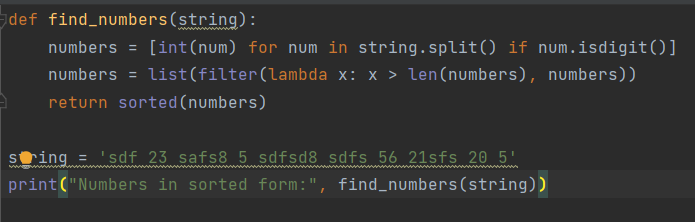 def find_numbers(string):
    numbers = [int(num) for num in string.split() if num.isdigit()]
    numbers = list(filter(lambda x: x > len(numbers), numbers))
    return sorted(numbers)
string = 'sdf 23 safs8 5 sdfsd8 sdfs 56 21sfs 20 5'
print("Numbers in sorted form:", find_numbers(string))